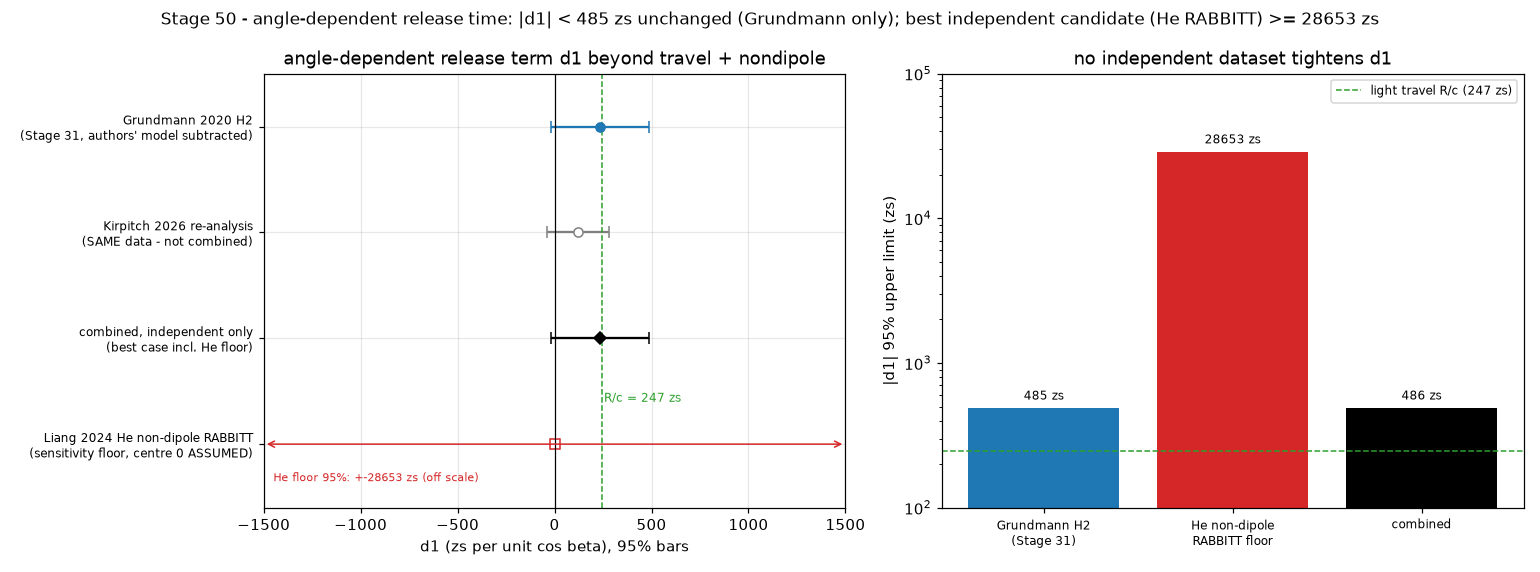 Stage 50 - angle-dependent release time: |d1| < 485 zs unchanged (Grundmann only); best independent candidate (He RABBITT) >= 28653 zs
angle-dependent release term d1 beyond travel + nondipole
Grundmann 2020 H2
(Stage 31, authors' model subtracted)
Kirpitch 2026 re-analysis
(SAME data - not combined)
combined, independent only
(best case incl. He floor)
R/c = 247 zs
Liang 2024 He non-dipole RABBITT
(sensitivity floor, centre 0 ASSUMED)
He floor 95%: +-28653 zs (off scale)
−1500 −1000 −500 0 500 1000 1500
d1 (zs per unit cos beta), 95% bars
no independent dataset tightens d1
light travel R/c (247 zs)
|d1| 95% upper limit (zs)
10^5
10^4
10^3
10^2
485 zs
28653 zs
486 zs
Grundmann H2
(Stage 31)
He non-dipole
RABBITT floor
combined